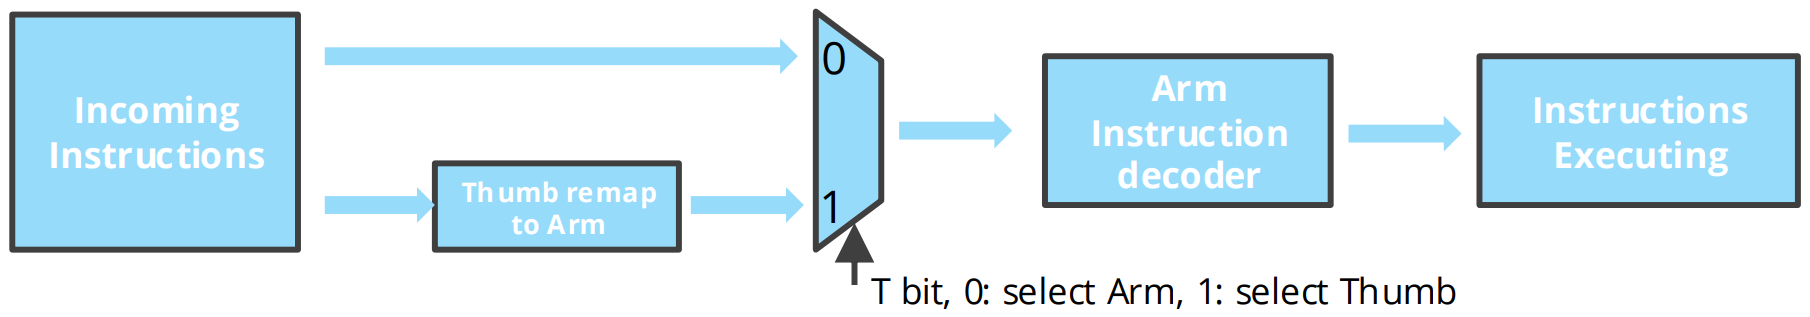 Incoming
Instructions
Thumb remap
to Arm
0
1
T bit, 0: select Arm, 1: select Thumb
Arm
Instruction
decoder
Instructions
Executing